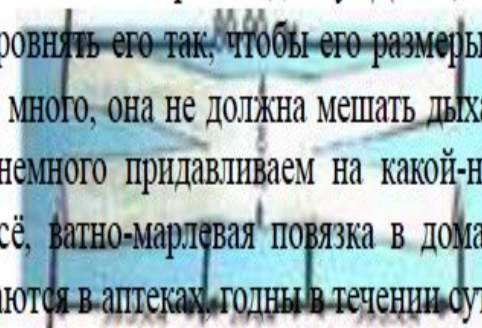 ровнять его так, чтобы его размеры
много, она не должна мешать дыха
немного придавливаем на какой-н
сё, ватно-марлевая повязка в дома
аются в аптеках, годны в течении сут